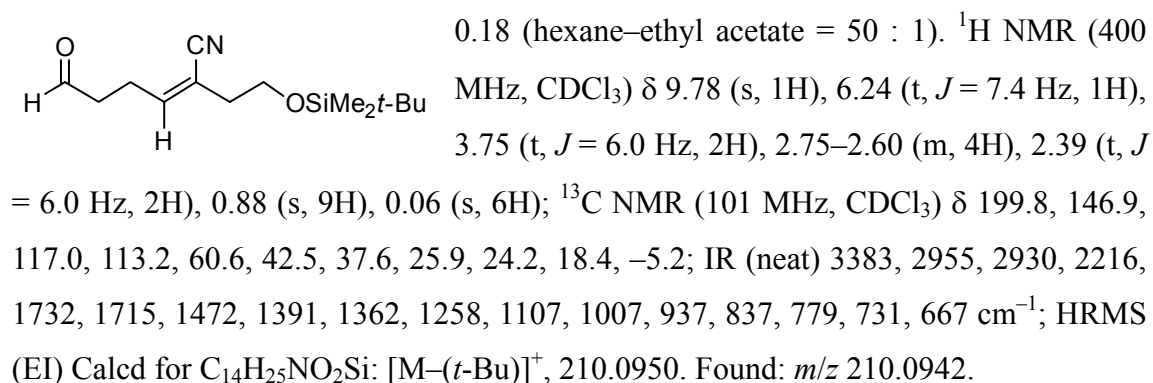 0.18 (hexane–ethyl acetate = 50 : 1). ¹H NMR (400
MHz, CDCl₃) δ 9.78 (s, 1H), 6.24 (t, J = 7.4 Hz, 1H),
3.75 (t, J = 6.0 Hz, 2H), 2.75–2.60 (m, 4H), 2.39 (t, J
= 6.0 Hz, 2H), 0.88 (s, 9H), 0.06 (s, 6H); ¹³C NMR (101 MHz, CDCl₃) δ 199.8, 146.9,
117.0, 113.2, 60.6, 42.5, 37.6, 25.9, 24.2, 18.4, –5.2; IR (neat) 3383, 2955, 2930, 2216,
1732, 1715, 1472, 1391, 1362, 1258, 1107, 1007, 937, 837, 779, 731, 667 cm⁻¹; HRMS
(EI) Calcd for C₁₄H₂₅NO₂Si: [M–(t-Bu)]⁺, 210.0950. Found: m/z 210.0942.
O
CN
H
OSiMe₂t-Bu
H